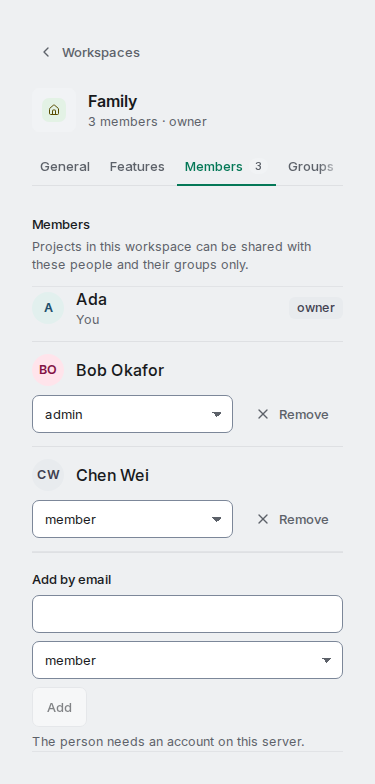 Workspaces
Family
3 members · owner
General Features Members 3 Groups
Members
Projects in this workspace can be shared with
these people and their groups only.
A Ada owner
You
BO Bob Okafor
admin Remove
CW Chen Wei
member Remove
Add by email
member
Add
The person needs an account on this server.